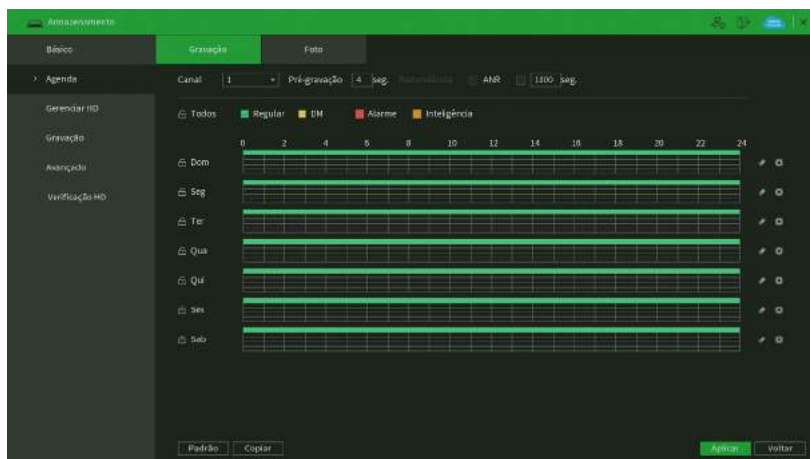 Armazenamento
Básico
Gravação
Foto
Agenda
Canal 1 Pré-gravação 4 seg. Redundância ANR 1800 seg.
Gerenciar HD
Todos Regular DM Alarme Inteligência
Gravação
0 2 4 6 8 10 12 14 16 18 20 22 24
Dom
Avançado
Seg
Verificação HD
Ter
Qua
Qui
Sex
Sab
Padrão Copiar Aplicar Voltar